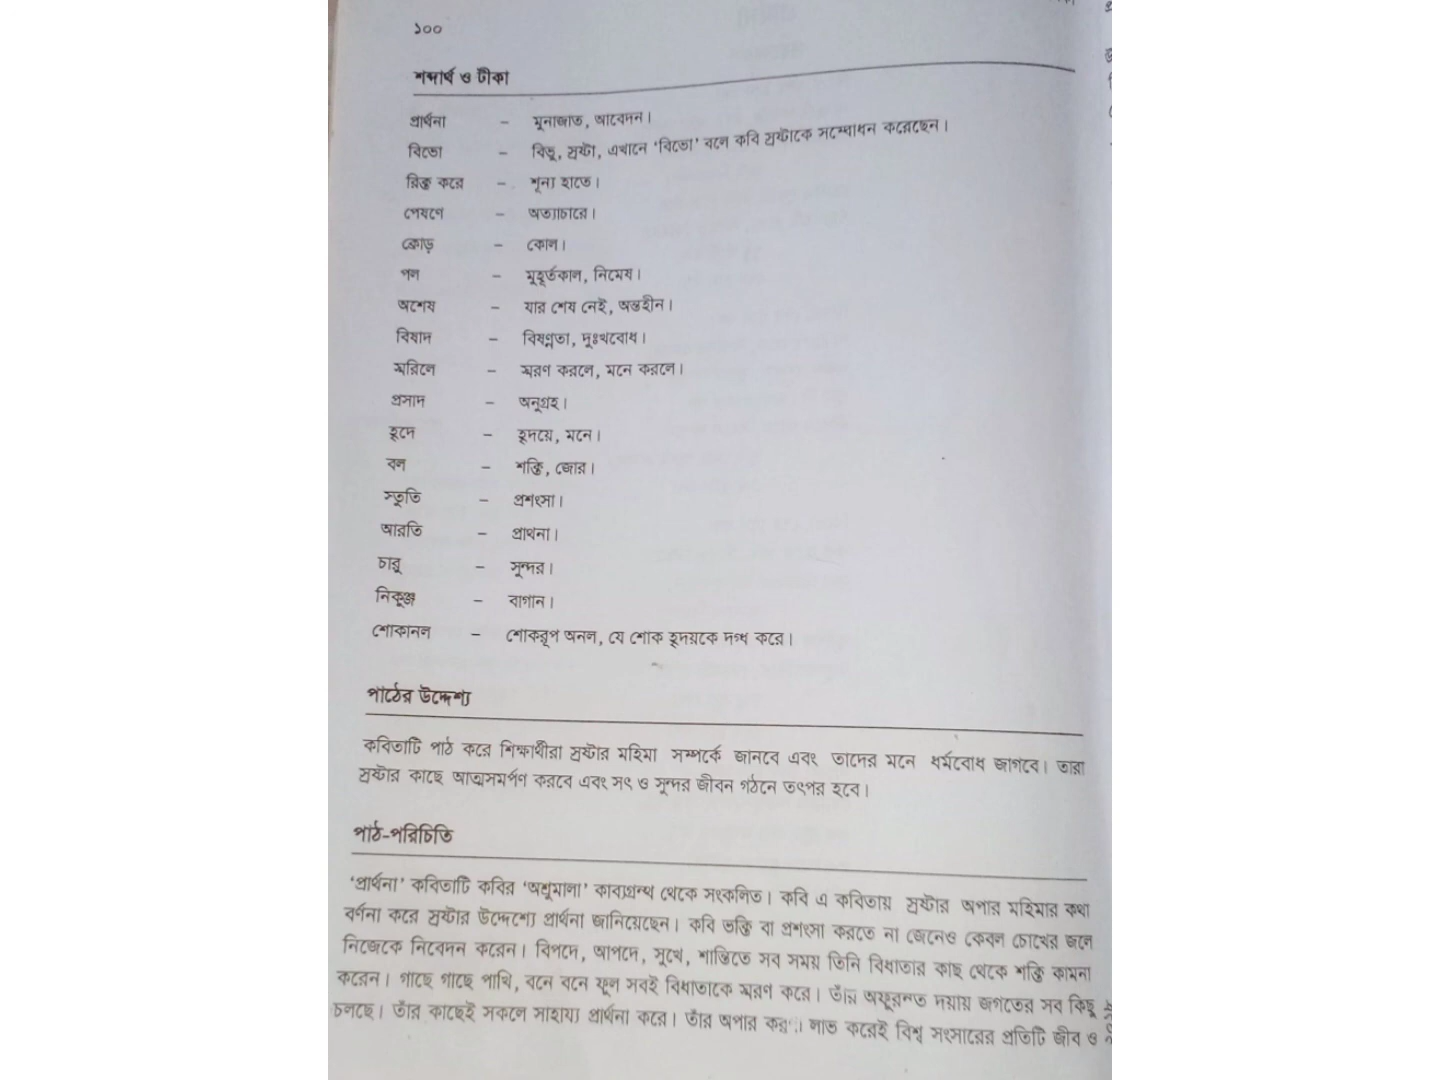 ১০০
শব্দার্থ ও টীকা
প্রার্থনা – মুনাজাত, আবেদন।
বিভো – বিভু, স্রষ্টা, এখানে ‘বিভো’ বলে কবি স্রষ্টাকে সম্বোধন করেছেন।
রিক্ত করে – শূন্য হাতে।
পেষণে – অত্যাচারে।
ক্রোড় – কোল।
পল – মুহূর্তকাল, নিমেষ।
অশেষ – যার শেষ নেই, অন্তহীন।
বিষাদ – বিষণ্নতা, দুঃখবোধ।
স্মরিলে – স্মরণ করলে, মনে করলে।
প্রসাদ – অনুগ্রহ।
হৃদে – হৃদয়ে, মনে।
বল – শক্তি, জোর।
স্তুতি – প্রশংসা।
আরতি – প্রার্থনা।
চারু – সুন্দর।
নিকুঞ্জ – বাগান।
শোকানল – শোকরূপ অনল, যে শোক হৃদয়কে দগ্ধ করে।
পাঠের উদ্দেশ্য
কবিতাটি পাঠ করে শিক্ষার্থীরা স্রষ্টার মহিমা সম্পর্কে জানবে এবং তাদের মনে ধর্মবোধ জাগবে। তারা
স্রষ্টার কাছে আত্মসমর্পণ করবে এবং সৎ ও সুন্দর জীবন গঠনে তৎপর হবে।
পাঠ-পরিচিতি
‘প্রার্থনা’ কবিতাটি কবির ‘অশ্রুমালা’ কাব্যগ্রন্থ থেকে সংকলিত। কবি এ কবিতায় স্রষ্টার অপার মহিমার কথা
বর্ণনা করে স্রষ্টার উদ্দেশ্যে প্রার্থনা জানিয়েছেন। কবি ভক্তি বা প্রশংসা করতে না জেনেও কেবল চোখের জলে
নিজেকে নিবেদন করেন। বিপদে, আপদে, সুখে, শান্তিতে সব সময় তিনি বিধাতার কাছ থেকে শক্তি কামনা
করেন। গাছে গাছে পাখি, বনে বনে ফুল সবই বিধাতাকে স্মরণ করে। তাঁর অফুরন্ত দয়ায় জগতের সব কিছু
চলছে। তাঁর কাছেই সকলে সাহায্য প্রার্থনা করে। তাঁর অপার লাভ করেই বিশ্ব সংসারের প্রতিটি জীব ও